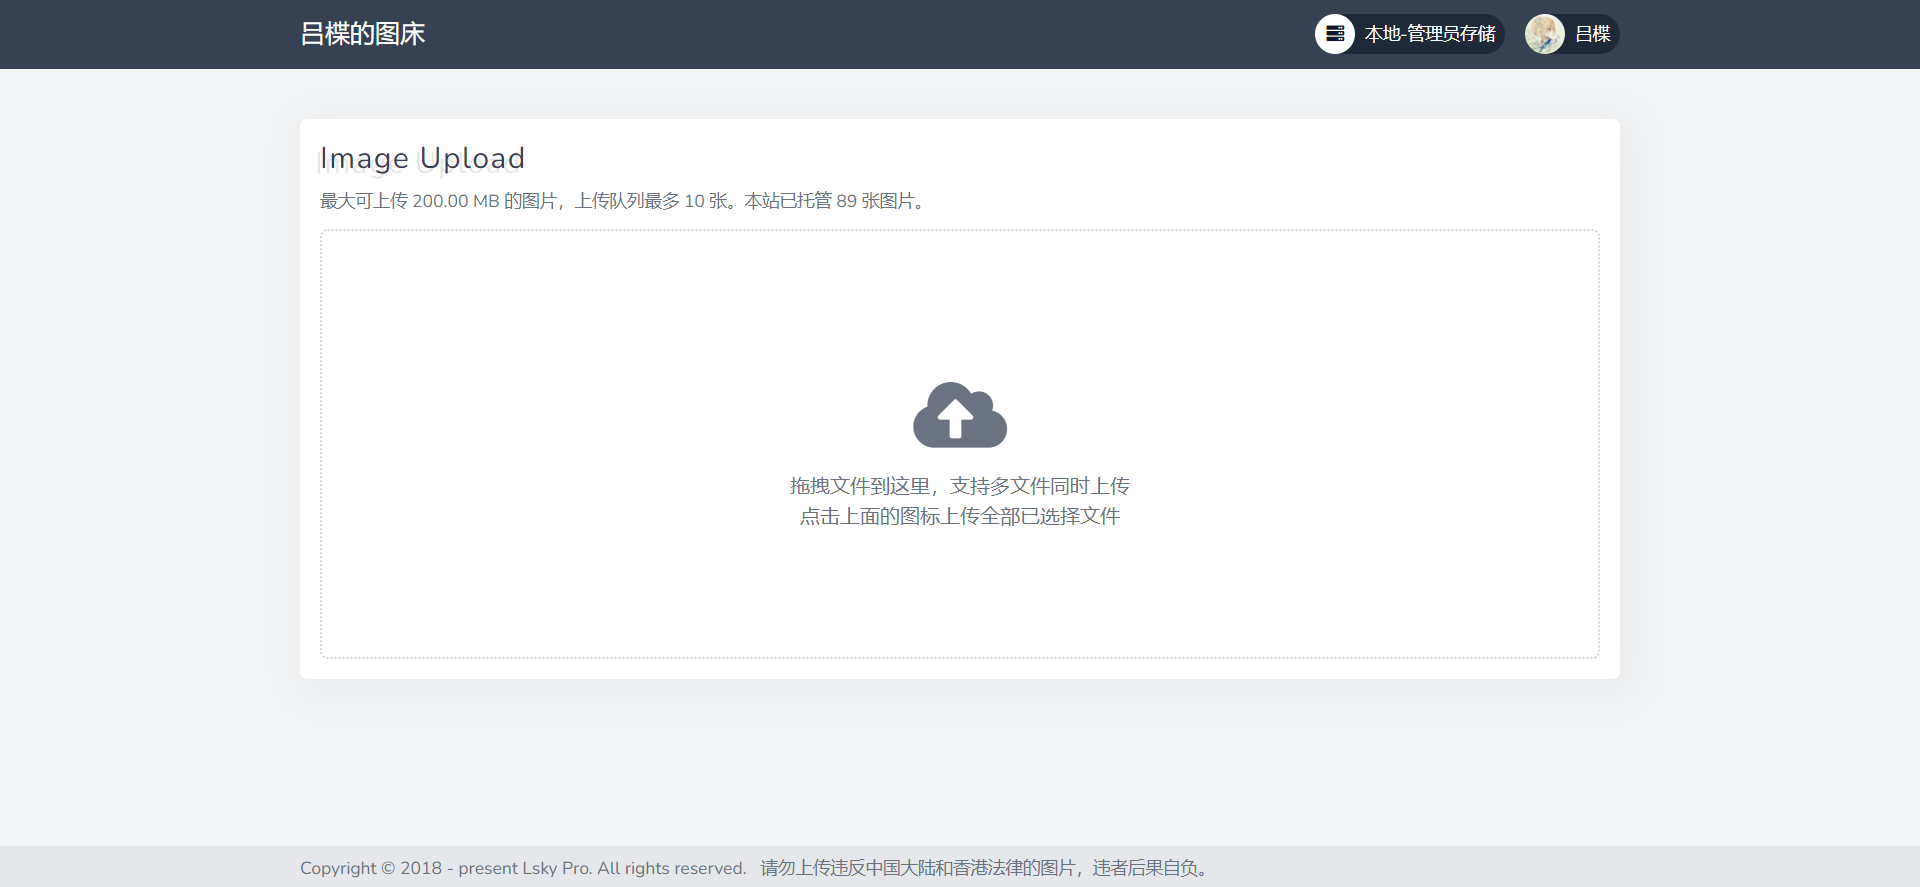 吕楪的图床
本地-管理员存储
吕楪
Image Upload
最大可上传 200.00 MB 的图片，上传队列最多 10 张。本站已托管 89 张图片。
拖拽文件到这里，支持多文件同时上传
点击上面的图标上传全部已选择文件
Copyright © 2018 - present Lsky Pro. All rights reserved. 请勿上传违反中国大陆和香港法律的图片，违者后果自负。